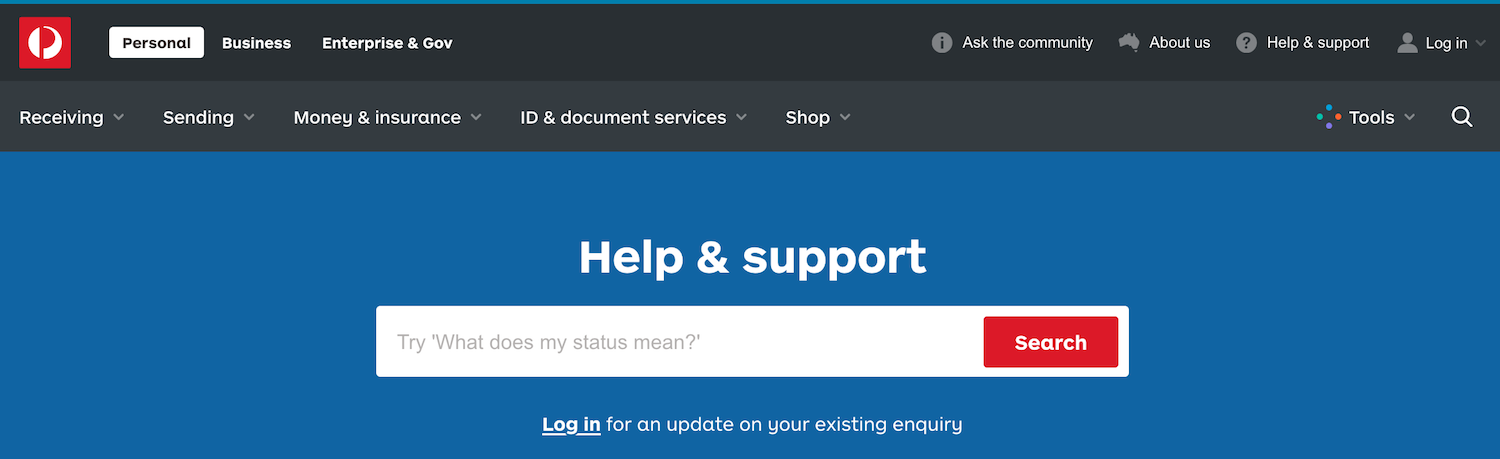 Personal Business Enterprise & Gov Ask the community About us Help & support Log in
Receiving Sending Money & insurance ID & document services Shop Tools
Help & support
Try 'What does my status mean?' Search
Log in for an update on your existing enquiry